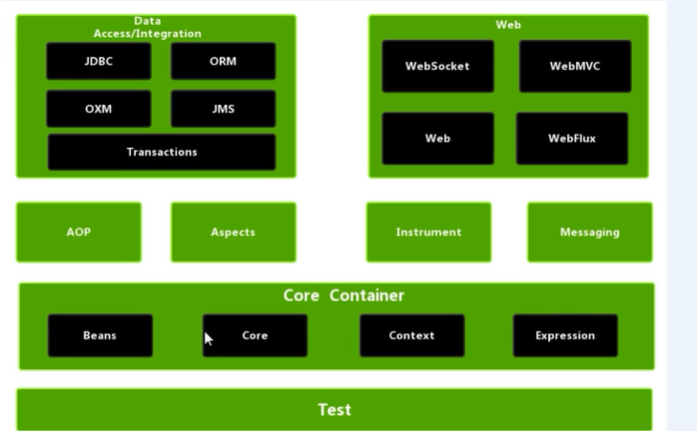 Data
Access/Integration
JDBC
ORM
OXM
JMS
Transactions
Web
WebSocket
WebMVC
Web
WebFlux
AOP
Aspects
Instrument
Messaging
Core Container
Beans
Core
Context
Expression
Test